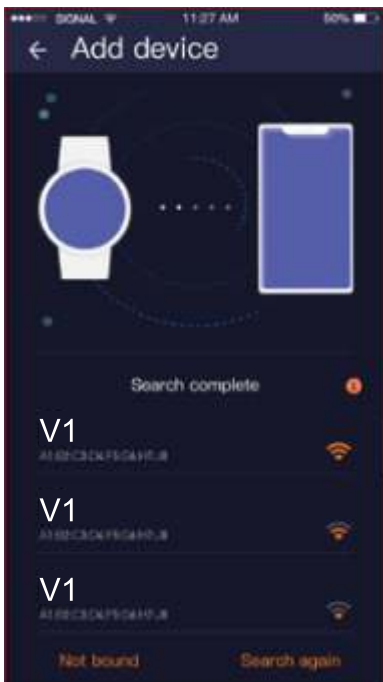 SIGNAL 11:27 AM 50%
Add device
Search complete
V1
V1
V1
Not bound Search again